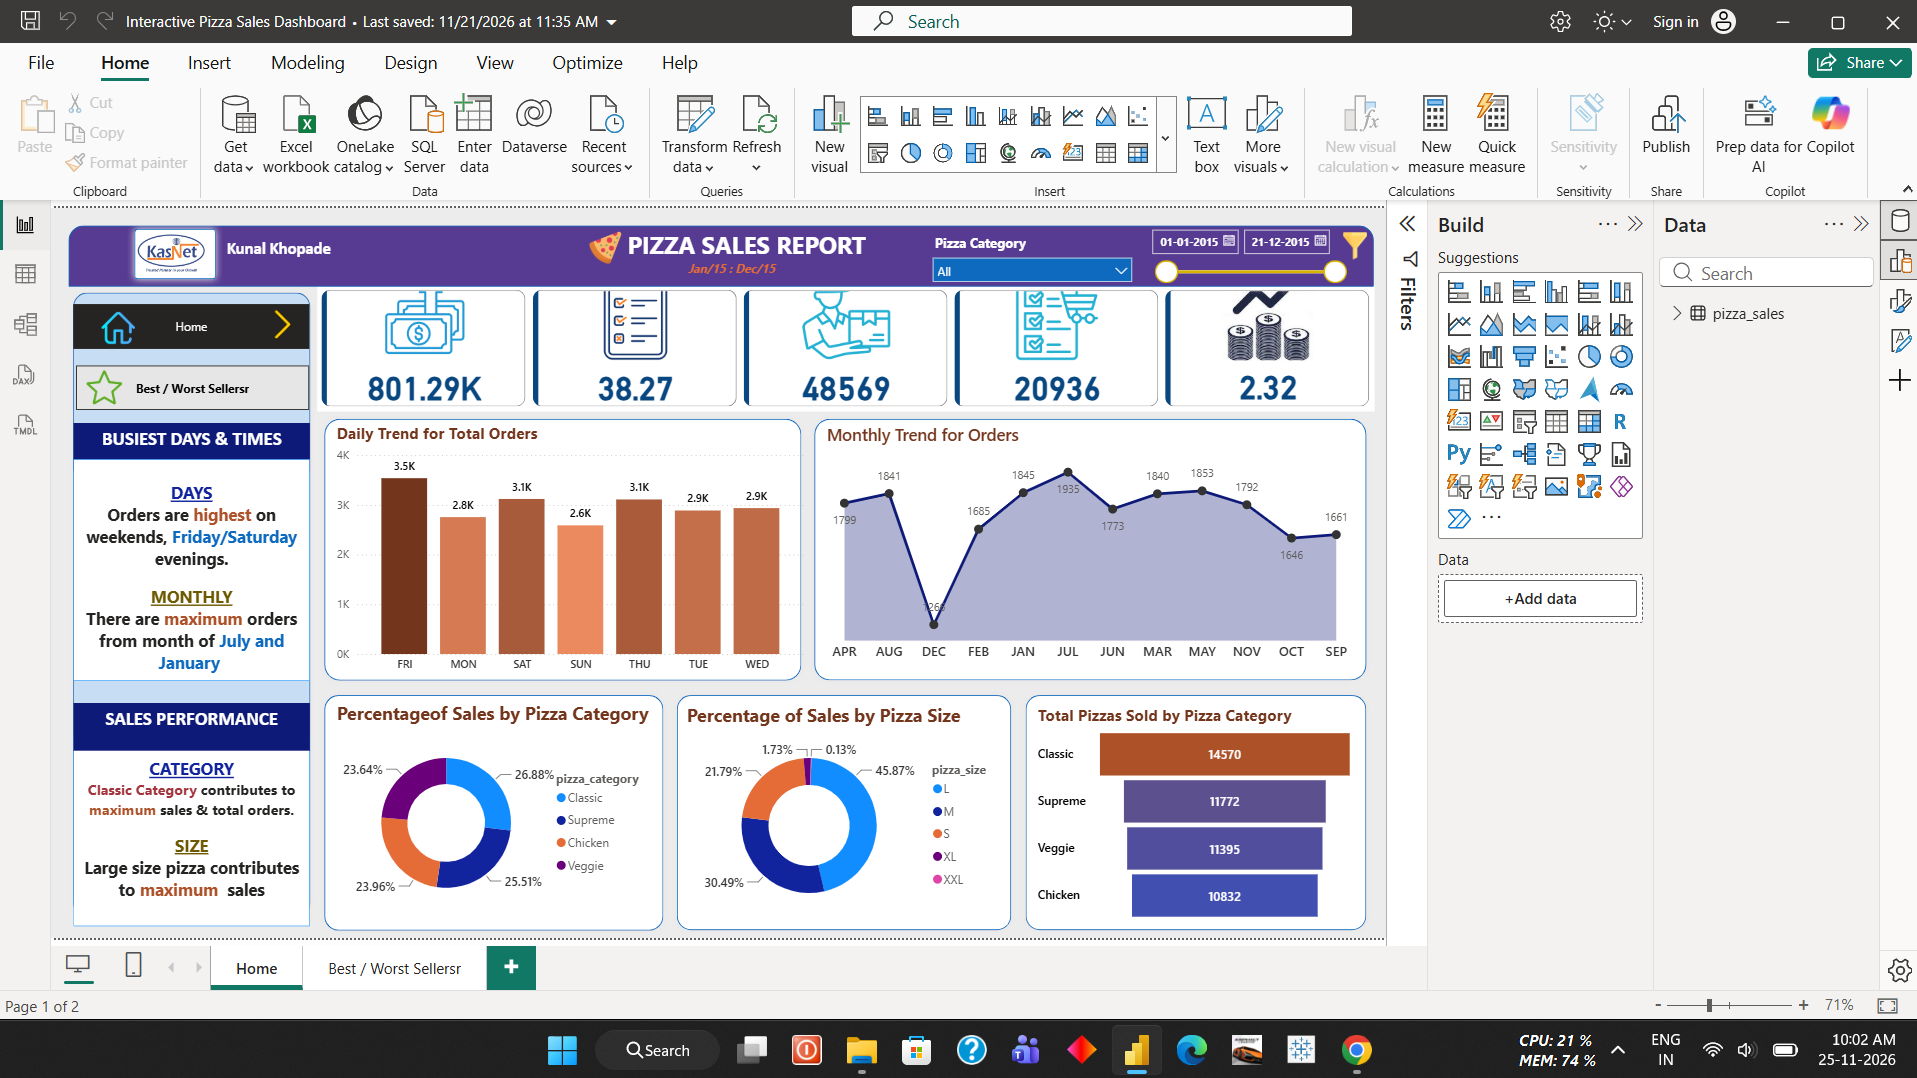 Interactive Pizza Sales Dashboard • Last saved: 11/21/2026 at 11:35 AM
Search
Sign in
File
Home
Insert
Modeling
Design
View
Optimize
Help
Share
Paste
Cut
Copy
Format painter
Clipboard
Get data
Excel workbook
OneLake catalog
SQL Server
Enter data
Dataverse
Recent sources
Data
Transform data
Refresh
Queries
New visual
Text box
More visuals
Insert
New visual calculation
New measure
Quick measure
Calculations
Sensitivity
Sensitivity
Publish
Share
Prep data for AI
Copilot
Copilot
DAX
TMDL
KasNet
Kunal Khopade
PIZZA SALES REPORT
Jan/15 : Dec/15
Pizza Category
All
01-01-2015
21-12-2015
Home
Best / Worst Sellersr
BUSIEST DAYS & TIMES
DAYS
Orders are highest on
weekends, Friday/Saturday
evenings.
MONTHLY
There are maximum orders
from month of July and
January
SALES PERFORMANCE
CATEGORY
Classic Category contributes to
maximum sales & total orders.
SIZE
Large size pizza contributes
to maximum sales
801.29K
38.27
48569
20936
2.32
Daily Trend for Total Orders
4K
3K
2K
1K
0K
3.5K
2.8K
3.1K
2.6K
3.1K
2.9K
2.9K
FRI MON SAT SUN THU TUE WED
Monthly Trend for Orders
1799
1841
1266
1685
1845
1935
1773
1840
1853
1792
1646
1661
APR AUG DEC FEB JAN JUL JUN MAR MAY NOV OCT SEP
Percentageof Sales by Pizza Category
23.64%
26.88%
23.96%
25.51%
pizza_category
Classic
Supreme
Chicken
Veggie
Percentage of Sales by Pizza Size
1.73%
0.13%
21.79%
45.87%
30.49%
pizza_size
L
M
S
XL
XXL
Total Pizzas Sold by Pizza Category
Classic 14570
Supreme 11772
Veggie 11395
Chicken 10832
Filters
Build
Suggestions
R
Py
Data
+Add data
Data
Search
pizza_sales
Home
Best / Worst Sellersr
Page 1 of 2
71%
Search
CPU: 21 %
MEM: 74 %
ENG
IN
10:02 AM
25-11-2026